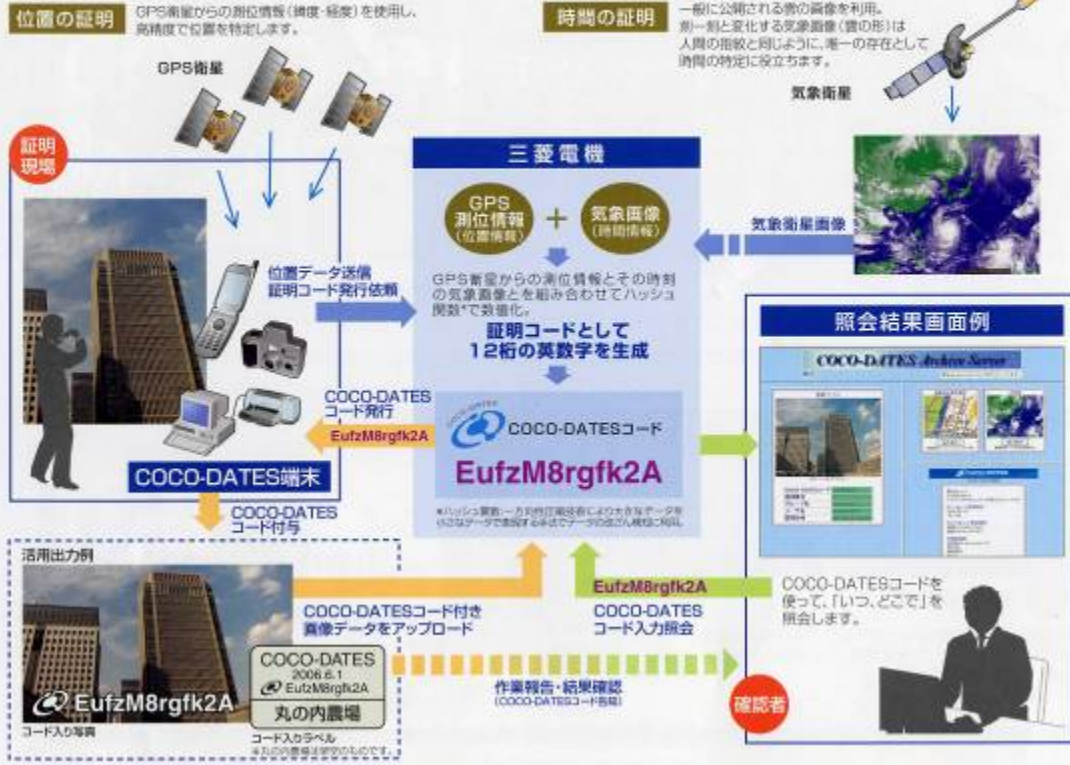 位置の証明
GPS衛星からの測位情報(緯度・経度)を使用し、
高精度で位置を特定します。
GPS衛星
時間の証明
一般に公開される雲の画像を利用。
刻一刻と変化する気象画像(雲の形)は
人間の指紋と同じように、唯一の存在として
時間の特定に役立ちます。
気象衛星
証明
現場
三菱電機
GPS
測位情報
(位置情報)
+
気象画像
(時間情報)
気象衛星画像
位置データ送信
証明コード発行依頼
GPS衛星からの測位情報とその時刻
の気象画像とを組み合わせてハッシュ
関数*で数値化。
証明コードとして
12桁の英数字を生成
COCO-DATES
コード発行
EufzM8rgfk2A
COCO-DATES
COCO-DATESコード
EufzM8rgfk2A
COCO-DATES端末
COCO-DATES
コード付与
照会結果画面例
COCO-DATES Archive Server
活用出力例
EufzM8rgfk2A
コード入り写真
COCO-DATES
2006.6.1
EufzM8rgfk2A
丸の内農場
コード入りラベル
COCO-DATESコード付き
画像データをアップロード
EufzM8rgfk2A
COCO-DATES
コード入力照会
COCO-DATESコードを
使って、「いつ、どこで」を
照会します。
作業報告・結果確認
確認者